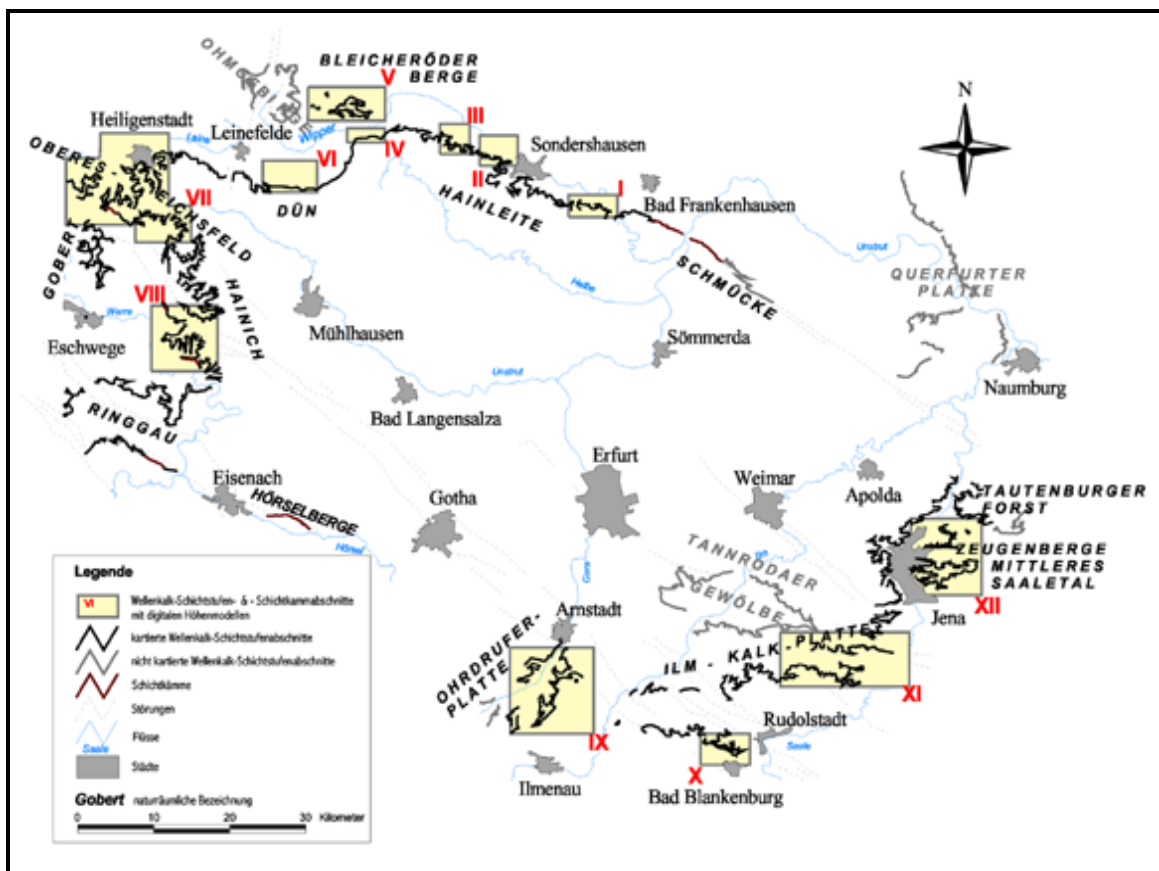 OHMGEBIRGE
BLEICHERÖDER
BERGE
V
N
Heiligenstadt
Leine
Leinefelde
Wipper
III
IV
Sondershausen
II
VI
OBERES
EICHSFELD
VII
DÜN
HAINLEITE
I
Bad Frankenhausen
Unstrut
GOBERT
SCHMÜCKE
QUERFURTER
PLATTE
Helbe
VIII
HAINICH
Werra
Eschwege
Mühlhausen
Sömmerda
Naumburg
Unstrut
Bad Langensalza
RINGGAU
Erfurt
Weimar
Apolda
Eisenach
HÖRSELBERGE
Gotha
Hörsel
TAUTENBURGER
FORST
ZEUGENBERGE
MITTLERES
SAALETAL
XII
Jena
TANNRODAER
GEWÖLBE
Ilm
Gera
Arnstadt
OHRDRUFER-
PLATTE
ILM - KALK-PLATTE
XI
Rudolstadt
Saale
IX
X
Ilmenau
Bad Blankenburg
Legende
VI
Wellenkalk-Schichtstufen- & - Schichtkammabschnitte
mit digitalen Höhenmodellen
kartierte Wellenkalk-Schichtstufenabschnitte
nicht kartierte Wellenkalk-Schichtstufenabschnitte
Schichtkämme
Störungen
Saale
Flüsse
Städte
Gobert naturräumliche Bezeichnung
0 10 20 30 Kilometer